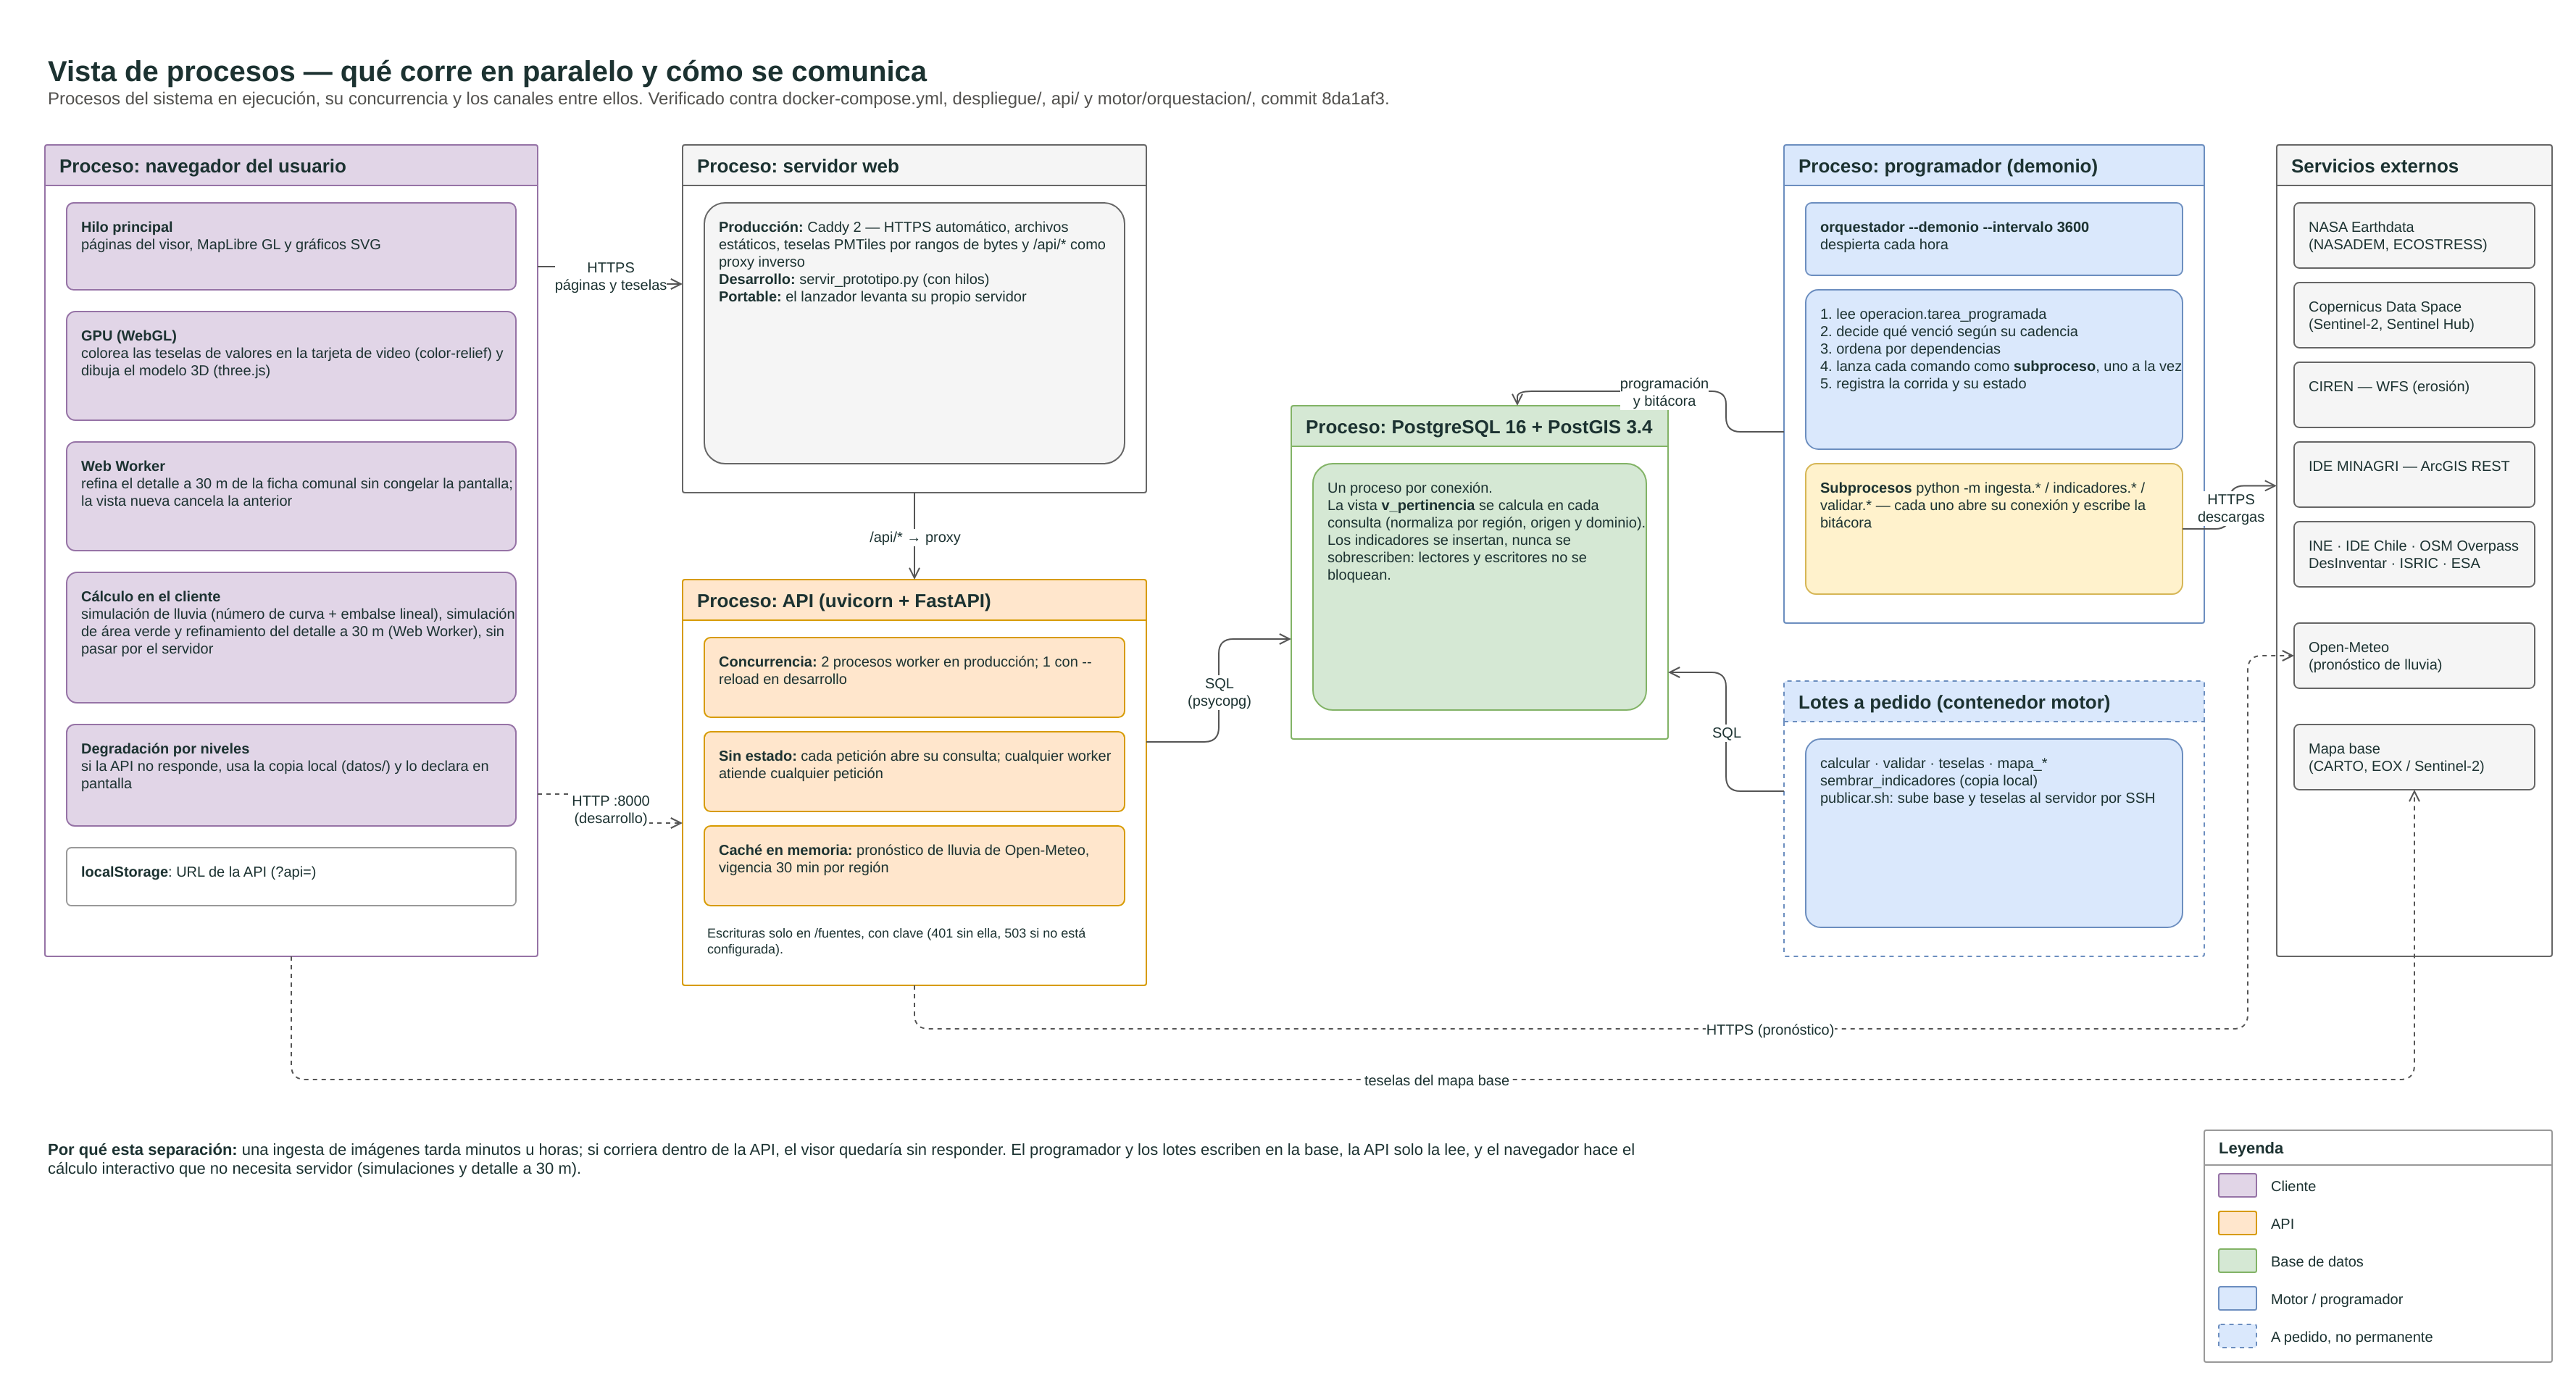 Vista de procesos — qué corre en paralelo y cómo se comunica
Procesos del sistema en ejecución, su concurrencia y los canales entre ellos. Verificado contra docker-compose.yml, despliegue/, api/ y motor/orquestacion/, commit 8da1af3.
Proceso: navegador del usuario
Hilo principal
páginas del visor, MapLibre GL y gráficos SVG
GPU (WebGL)
colorea las teselas de valores en la tarjeta de video (color-relief) y
dibuja el modelo 3D (three.js)
Web Worker
refina el detalle a 30 m de la ficha comunal sin congelar la pantalla;
la vista nueva cancela la anterior
Cálculo en el cliente
simulación de lluvia (número de curva + embalse lineal), simulación
de área verde y refinamiento del detalle a 30 m (Web Worker), sin
pasar por el servidor
Degradación por niveles
si la API no responde, usa la copia local (datos/) y lo declara en
pantalla
localStorage: URL de la API (?api=)
HTTPS
páginas y teselas
HTTP :8000
(desarrollo)
Proceso: servidor web
Producción: Caddy 2 — HTTPS automático, archivos
estáticos, teselas PMTiles por rangos de bytes y /api/* como
proxy inverso
Desarrollo: servir_prototipo.py (con hilos)
Portable: el lanzador levanta su propio servidor
/api/* → proxy
Proceso: API (uvicorn + FastAPI)
Concurrencia: 2 procesos worker en producción; 1 con --
reload en desarrollo
Sin estado: cada petición abre su consulta; cualquier worker
atiende cualquier petición
Caché en memoria: pronóstico de lluvia de Open-Meteo,
vigencia 30 min por región
Escrituras solo en /fuentes, con clave (401 sin ella, 503 si no está
configurada).
SQL
(psycopg)
Proceso: PostgreSQL 16 + PostGIS 3.4
Un proceso por conexión.
La vista v_pertinencia se calcula en cada
consulta (normaliza por región, origen y dominio).
Los indicadores se insertan, nunca se
sobrescriben: lectores y escritores no se
bloquean.
programación
y bitácora
SQL
Proceso: programador (demonio)
orquestador --demonio --intervalo 3600
despierta cada hora
1. lee operacion.tarea_programada
2. decide qué venció según su cadencia
3. ordena por dependencias
4. lanza cada comando como subproceso, uno a la vez
5. registra la corrida y su estado
Subprocesos python -m ingesta.* / indicadores.* /
validar.* — cada uno abre su conexión y escribe la
bitácora
HTTPS
descargas
Lotes a pedido (contenedor motor)
calcular · validar · teselas · mapa_*
sembrar_indicadores (copia local)
publicar.sh: sube base y teselas al servidor por SSH
Servicios externos
NASA Earthdata
(NASADEM, ECOSTRESS)
Copernicus Data Space
(Sentinel-2, Sentinel Hub)
CIREN — WFS (erosión)
IDE MINAGRI — ArcGIS REST
INE · IDE Chile · OSM Overpass
DesInventar · ISRIC · ESA
Open-Meteo
(pronóstico de lluvia)
Mapa base
(CARTO, EOX / Sentinel-2)
HTTPS (pronóstico)
teselas del mapa base
Por qué esta separación: una ingesta de imágenes tarda minutos u horas; si corriera dentro de la API, el visor quedaría sin responder. El programador y los lotes escriben en la base, la API solo la lee, y el navegador hace el
cálculo interactivo que no necesita servidor (simulaciones y detalle a 30 m).
Leyenda
Cliente
API
Base de datos
Motor / programador
A pedido, no permanente